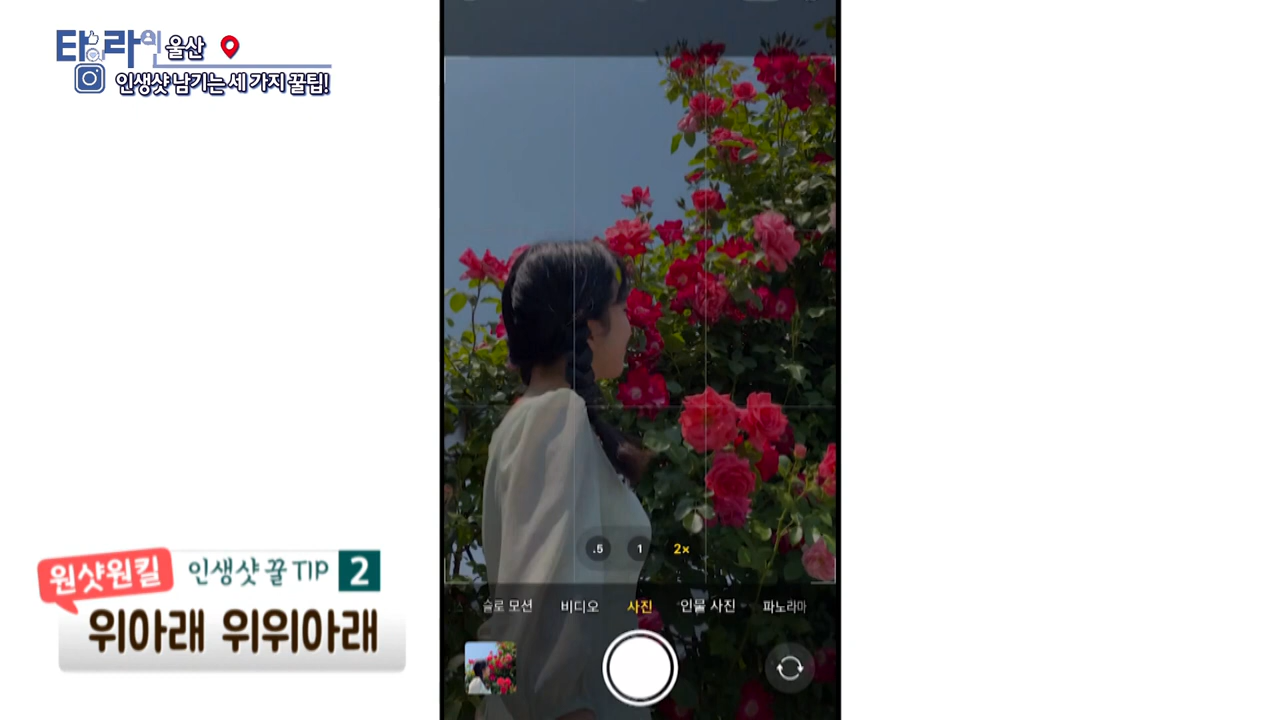 타라인 울산
인생샷 남기는 세 가지 꿀팁!
원샷원킬 인생샷 꿀 TIP 2
위아래 위위아래
.5 1 2×
슬로 모션 비디오 사진 인물 사진 파노라마